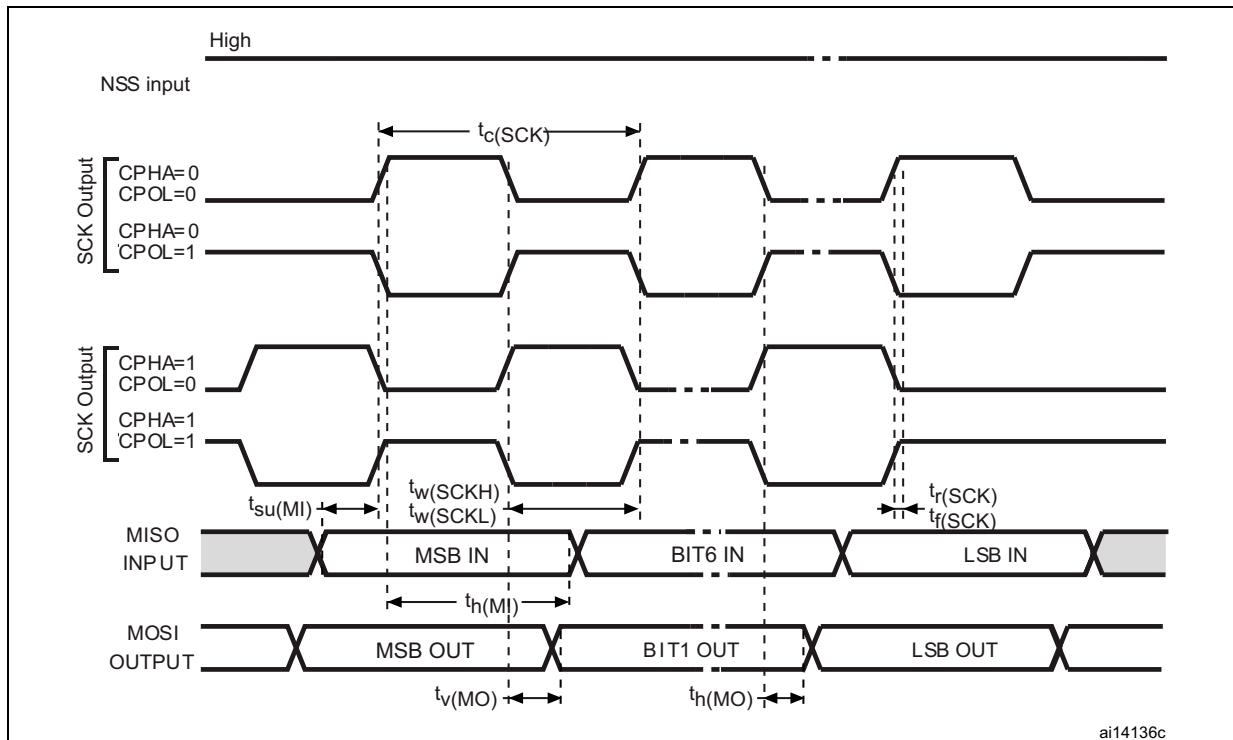 High
NSS input
tc(SCK)
SCK Output
CPHA=0
CPOL=0
CPHA=0
CPOL=1
SCK Output
CPHA=1
CPOL=0
CPHA=1
CPOL=1
tsu(MI)
tw(SCKH)
tw(SCKL)
tr(SCK)
tf(SCK)
MISO
INPUT
MSB IN
BIT6 IN
LSB IN
th(MI)
MOSI
OUTPUT
MSB OUT
BIT1 OUT
LSB OUT
tv(MO)
th(MO)
ai14136c